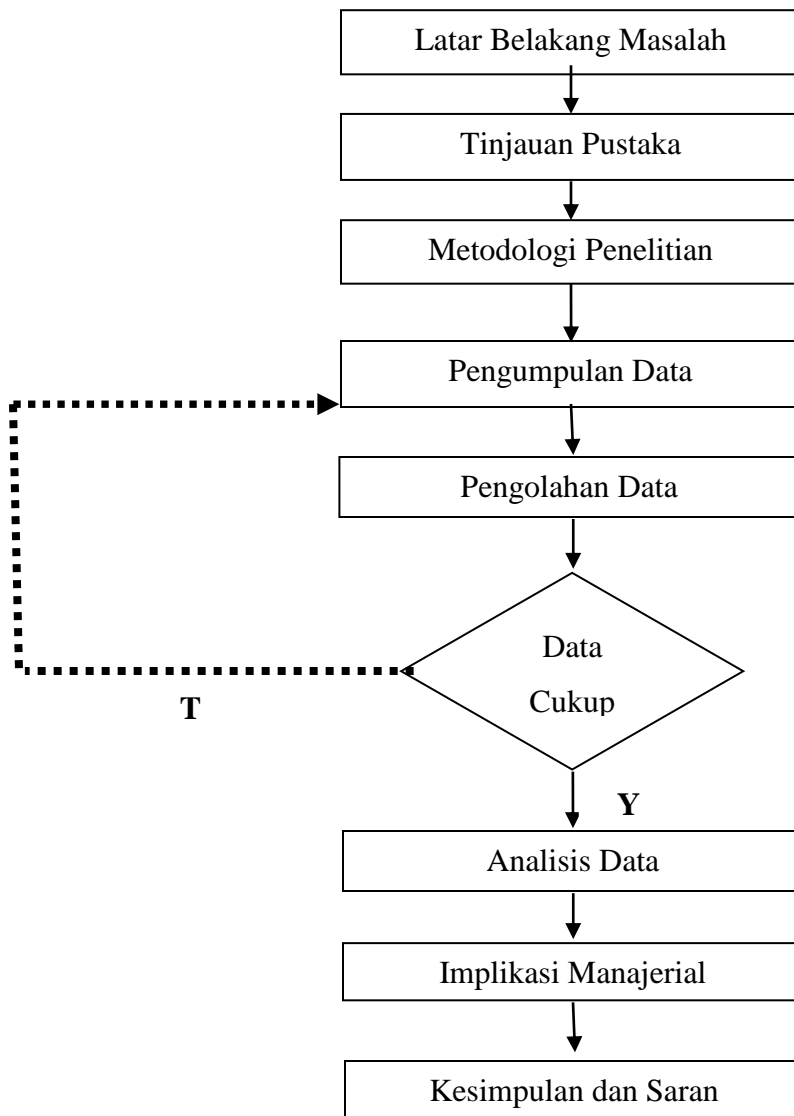 Latar Belakang Masalah
Tinjauan Pustaka
Metodologi Penelitian
Pengumpulan Data
Pengolahan Data
Data
Cukup
T
Y
Analisis Data
Implikasi Manajerial
Kesimpulan dan Saran